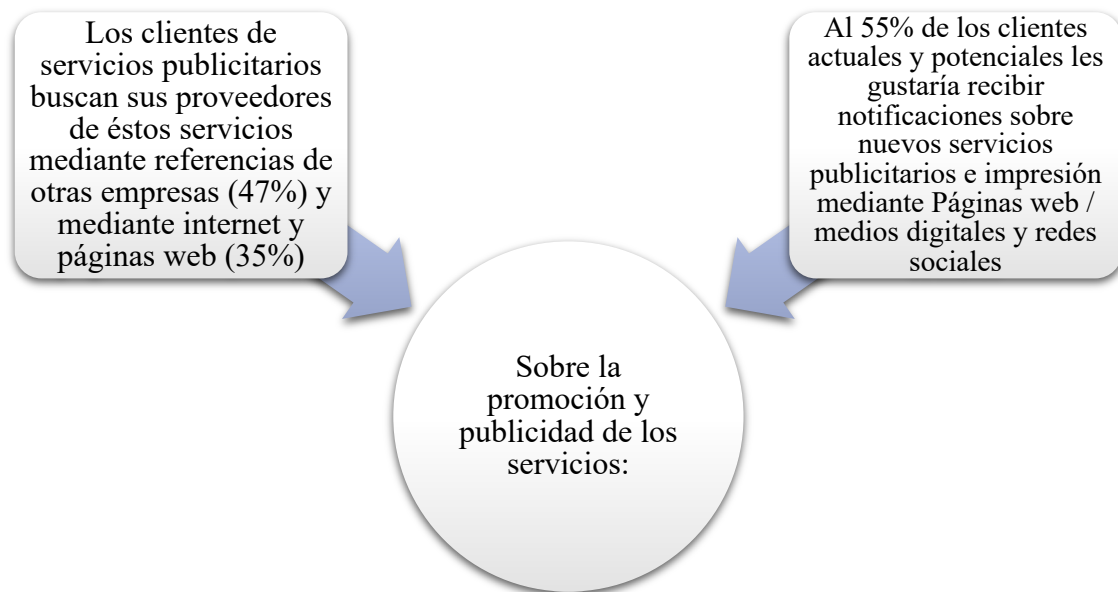 Los clientes de
servicios publicitarios
buscan sus proveedores
de éstos servicios
mediante referencias de
otras empresas (47%) y
mediante internet y
páginas web (35%)
Al 55% de los clientes
actuales y potenciales les
gustaría recibir
notificaciones sobre
nuevos servicios
publicitarios e impresión
mediante Páginas web /
medios digitales y redes
sociales
Sobre la
promoción y
publicidad de los
servicios: